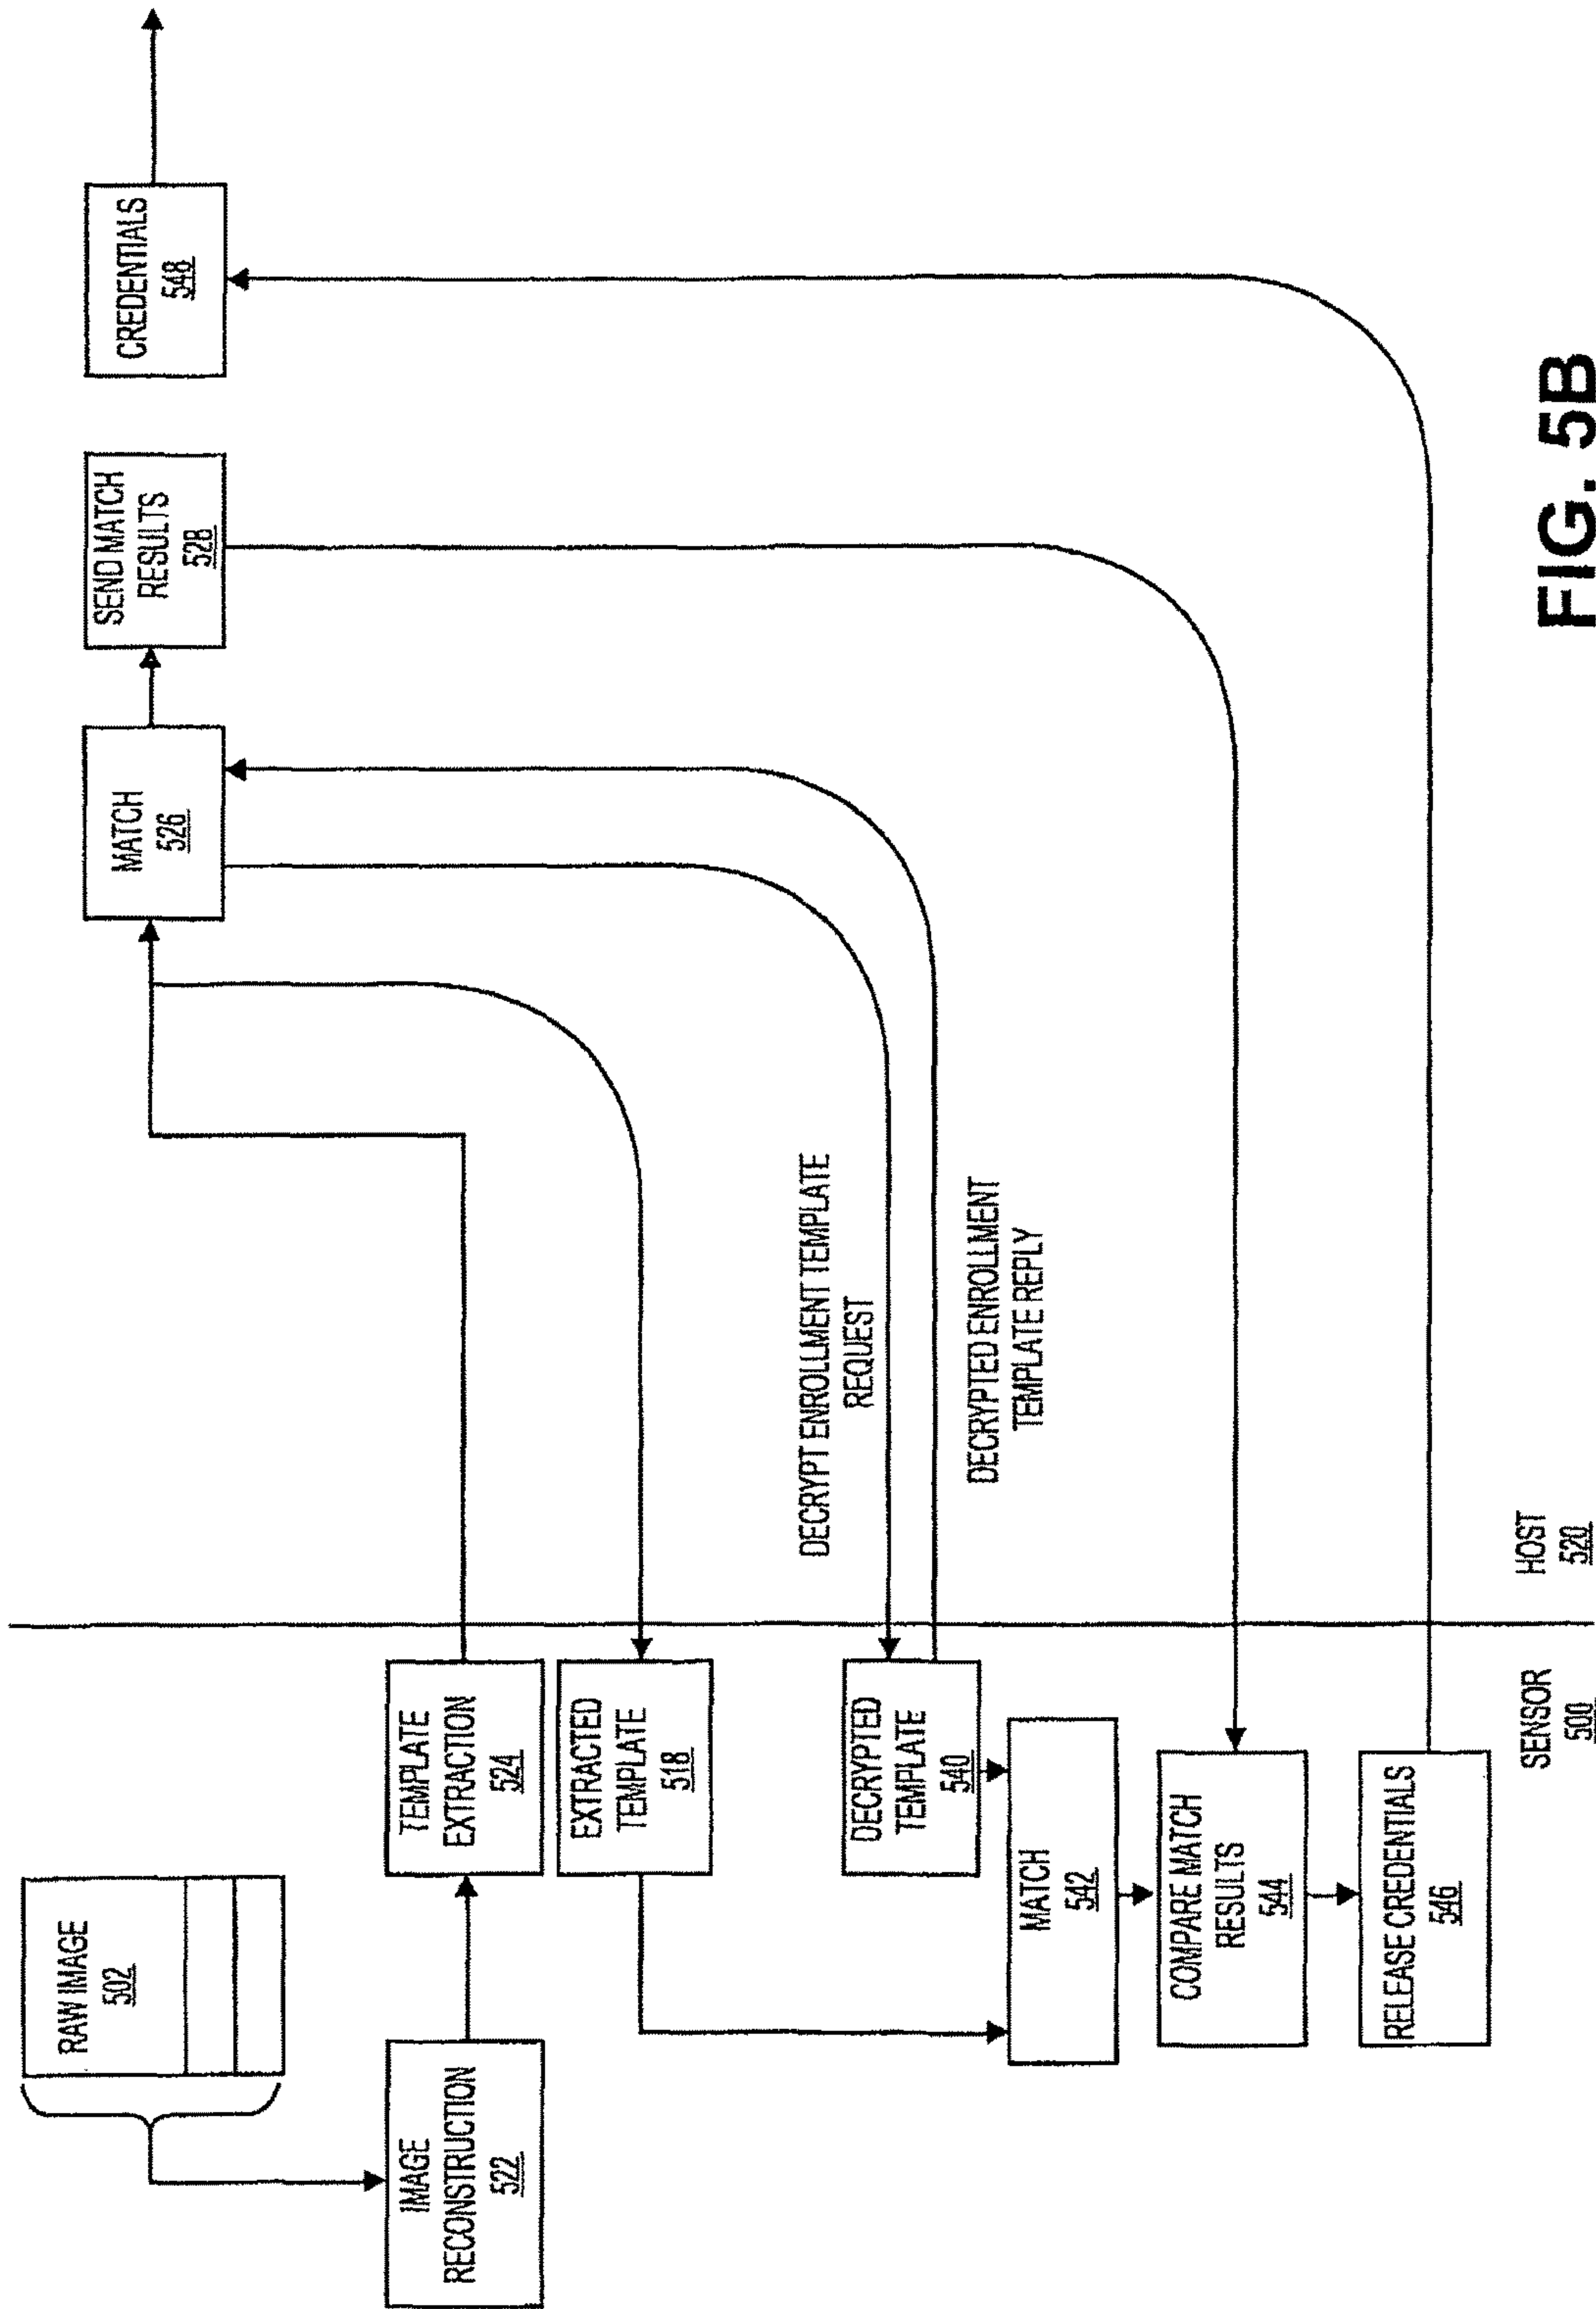 RAW IMAGE
502
IMAGE
RECONSTRUCTION
522
TEMPLATE
EXTRACTION
524
EXTRACTED
TEMPLATE
518
DECRYPTED
TEMPLATE
540
MATCH
542
COMPARE MATCH
RESULTS
544
RELEASE CREDENTIALS
546
SENSOR
500
HOST
520
DECRYPT ENROLLMENT TEMPLATE
REQUEST
DECRYPTED ENROLLMENT
TEMPLATE REPLY
MATCH
526
SEND MATCH
RESULTS
528
CREDENTIALS
548
FIG. 5B